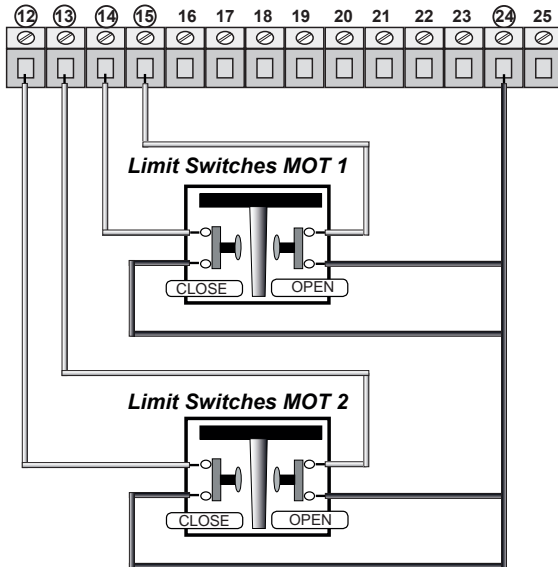 12 13 14 15 16 17 18 19 20 21 22 23 24 25
Limit Switches MOT 1
CLOSE OPEN
Limit Switches MOT 2
CLOSE OPEN